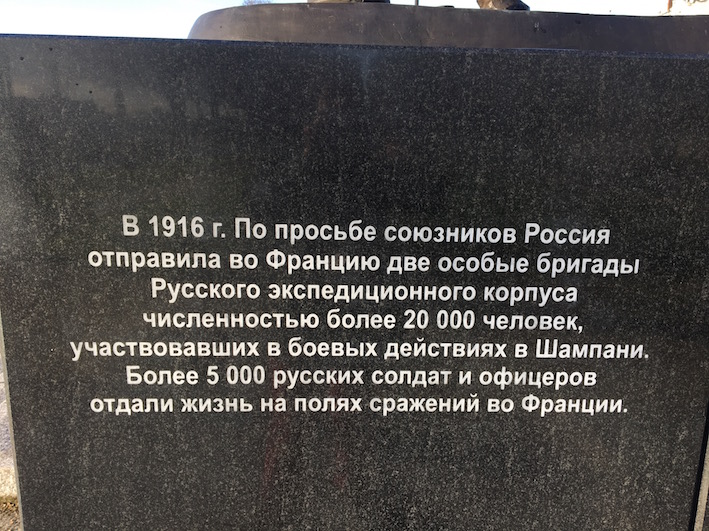 В 1916 г. По просьбе союзников Россия
отправила во Францию две особые бригады
Русского экспедиционного корпуса
численностью более 20 000 человек,
участвовавших в боевых действиях в Шампани.
Более 5 000 русских солдат и офицеров
отдали жизнь на полях сражений во Франции.